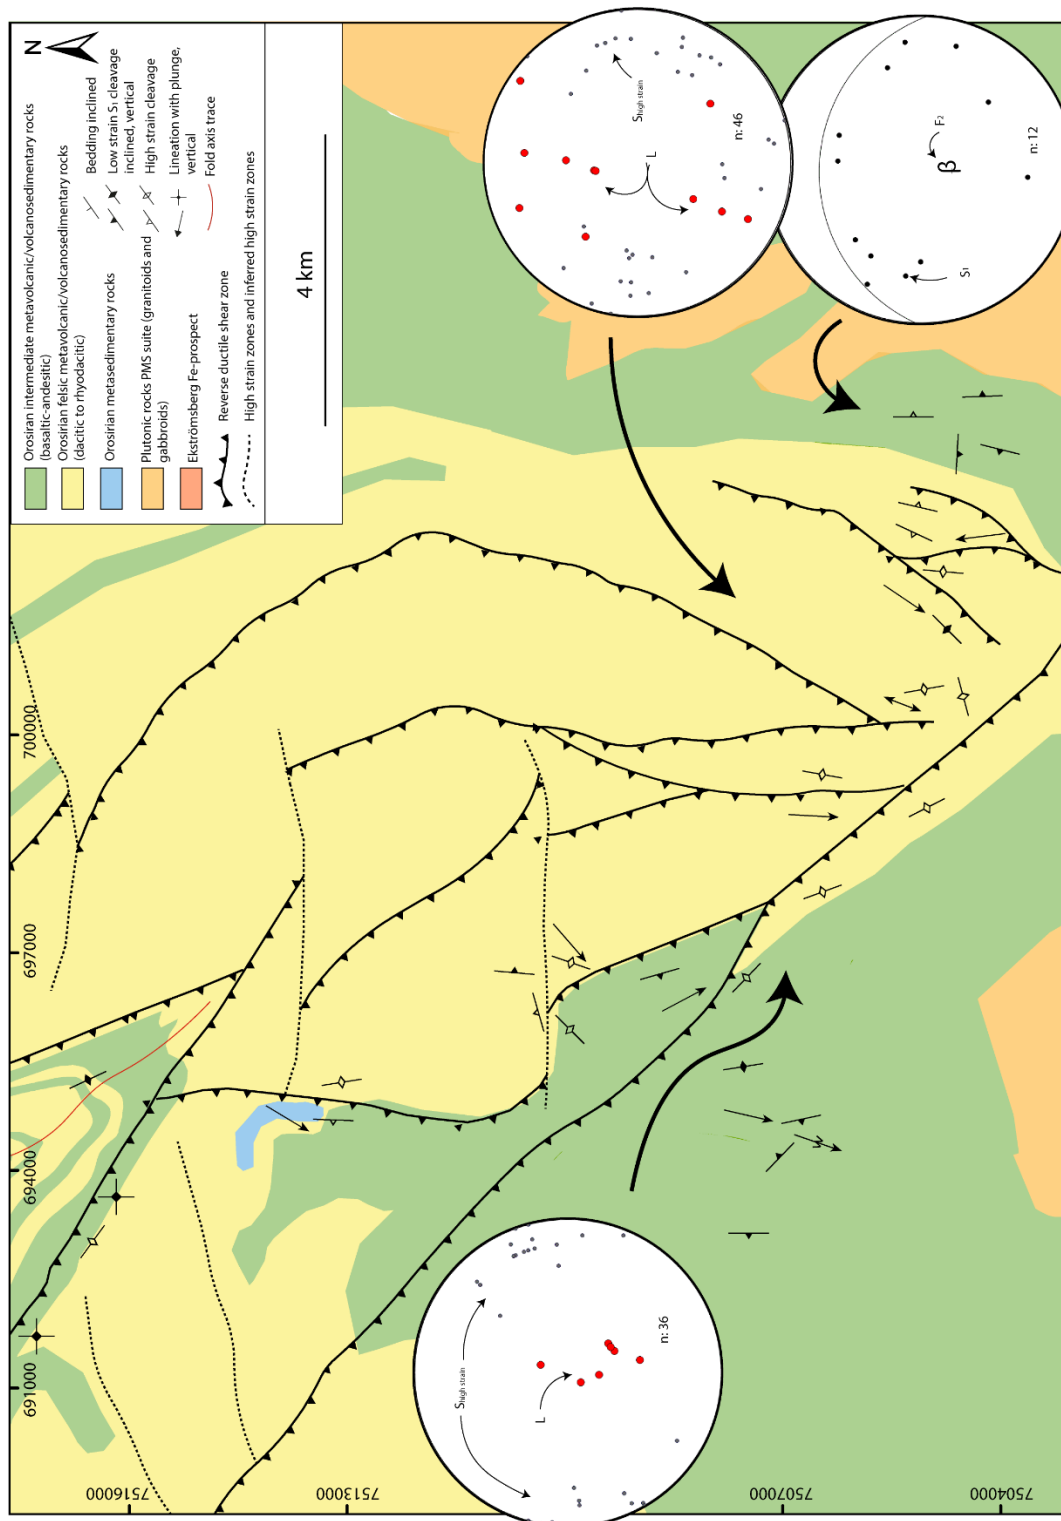 N
Orosiran intermediate metavolcanic/volcanosedimentary rocks
(basaltic-andesitic)
Orosirian felsic metavolcanic/volcanosedimentary rocks
(dacitic to rhyodacitic)
Orosirian metasedimentary rocks
Plutonic rocks PMS suite (granitoids and
gabbroids)
Ekströmsberg Fe-prospect
Reverse ductile shear zone
High strain zones and inferred high strain zones
Bedding inclined
Low strain S1 cleavage
inclined, vertical
High strain cleavage
Lineation with plunge,
vertical
Fold axis trace
4 km
691000
694000
697000
700000
7516000
7513000
7507000
7504000
Shigh strain
L
n: 36
Shigh strain
L
n: 46
S1
β
F2
n: 12